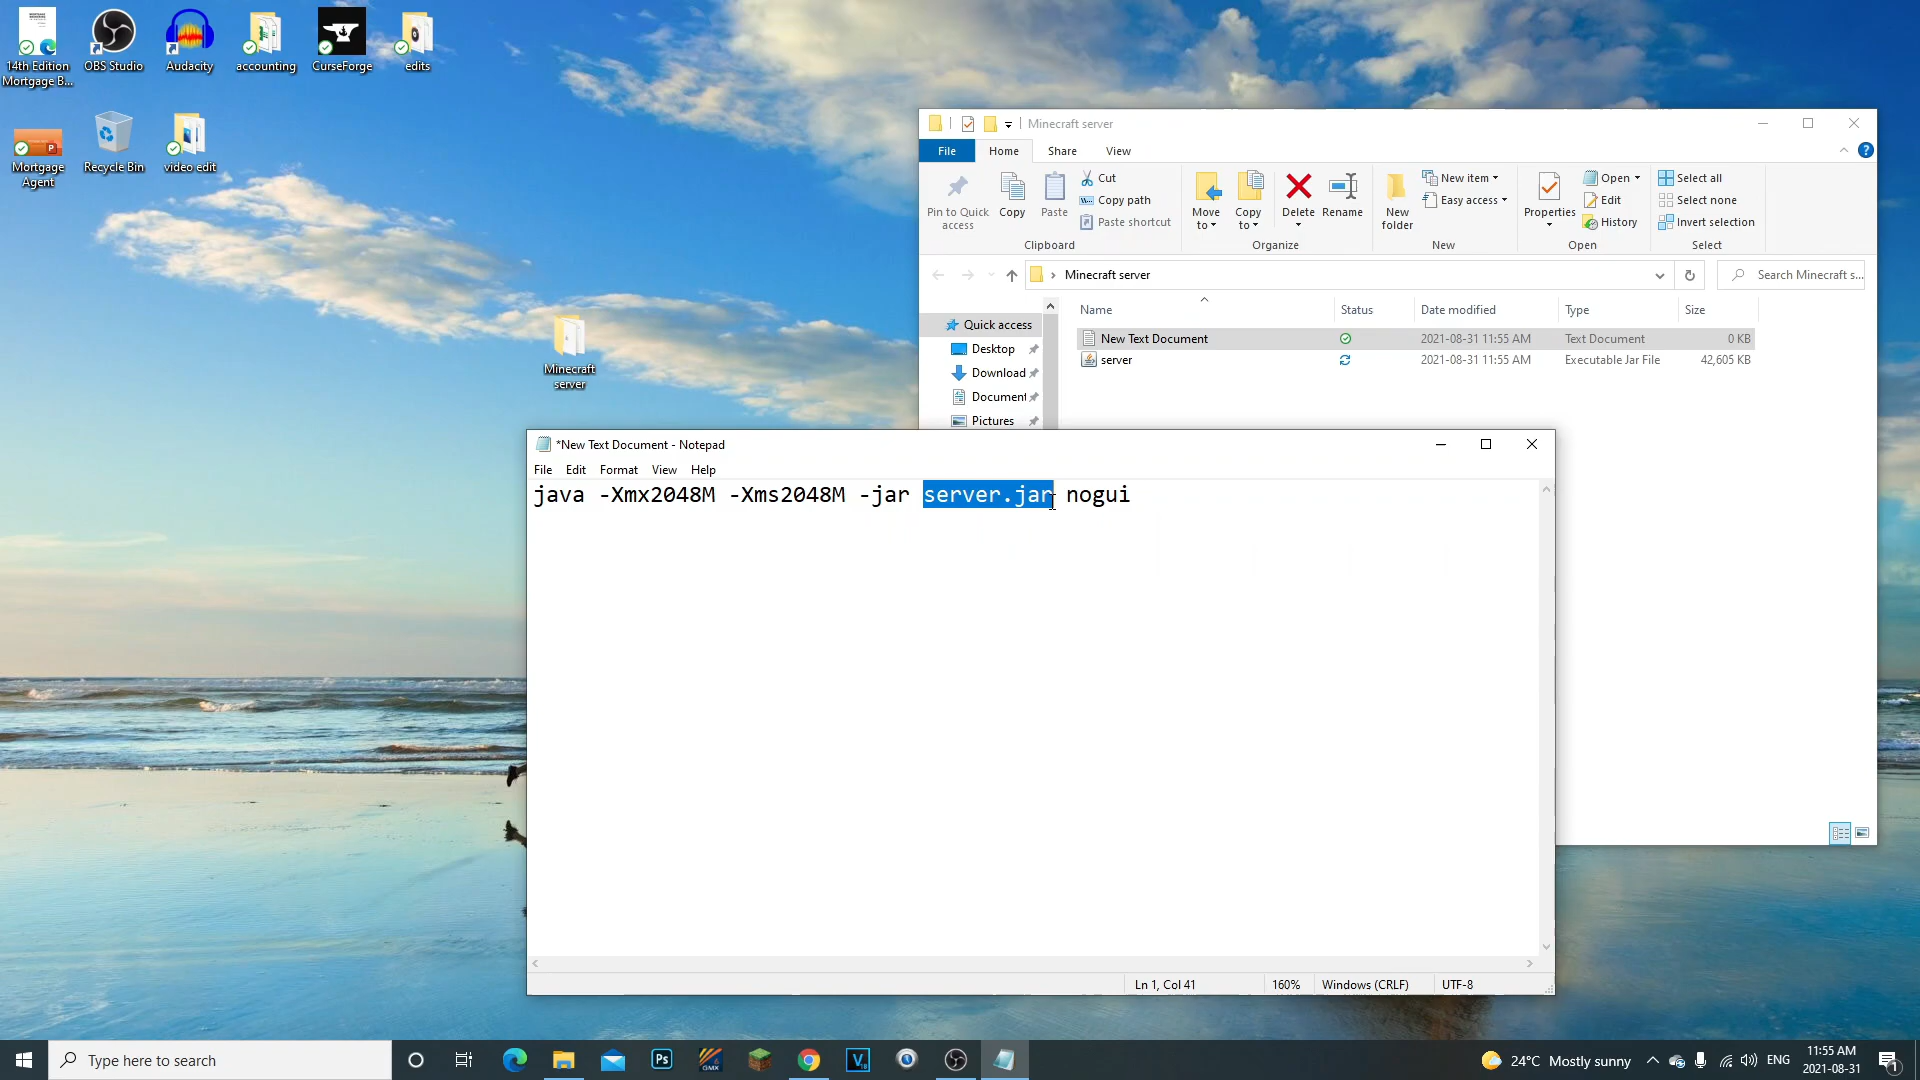 14th Edition
Mortgage B...
OBS Studio
Audacity
accounting
CurseForge
edits
Mortgage
Agent
Recycle Bin
video edit
Minecraft
server
Minecraft server
File
Home
Share
View
Pin to Quick
access
Copy
Paste
Cut
Copy path
Paste shortcut
Clipboard
Move
to
Copy
to
Delete
Rename
Organize
New
folder
New item
Easy access
New
Properties
Open
Edit
History
Open
Select all
Select none
Invert selection
Select
Minecraft server
Search Minecraft s...
Name
Status
Date modified
Type
Size
Quick access
Desktop
Download
Document
Pictures
New Text Document
2021-08-31 11:55 AM
Text Document
0 KB
server
2021-08-31 11:55 AM
Executable Jar File
42,605 KB
*New Text Document - Notepad
File Edit Format View Help
java -Xmx2048M -Xms2048M -jar server.jar nogui
Ln 1, Col 41
160%
Windows (CRLF)
UTF-8
Type here to search
Ps
GMX
V
24°C Mostly sunny
ENG
11:55 AM
2021-08-31
1